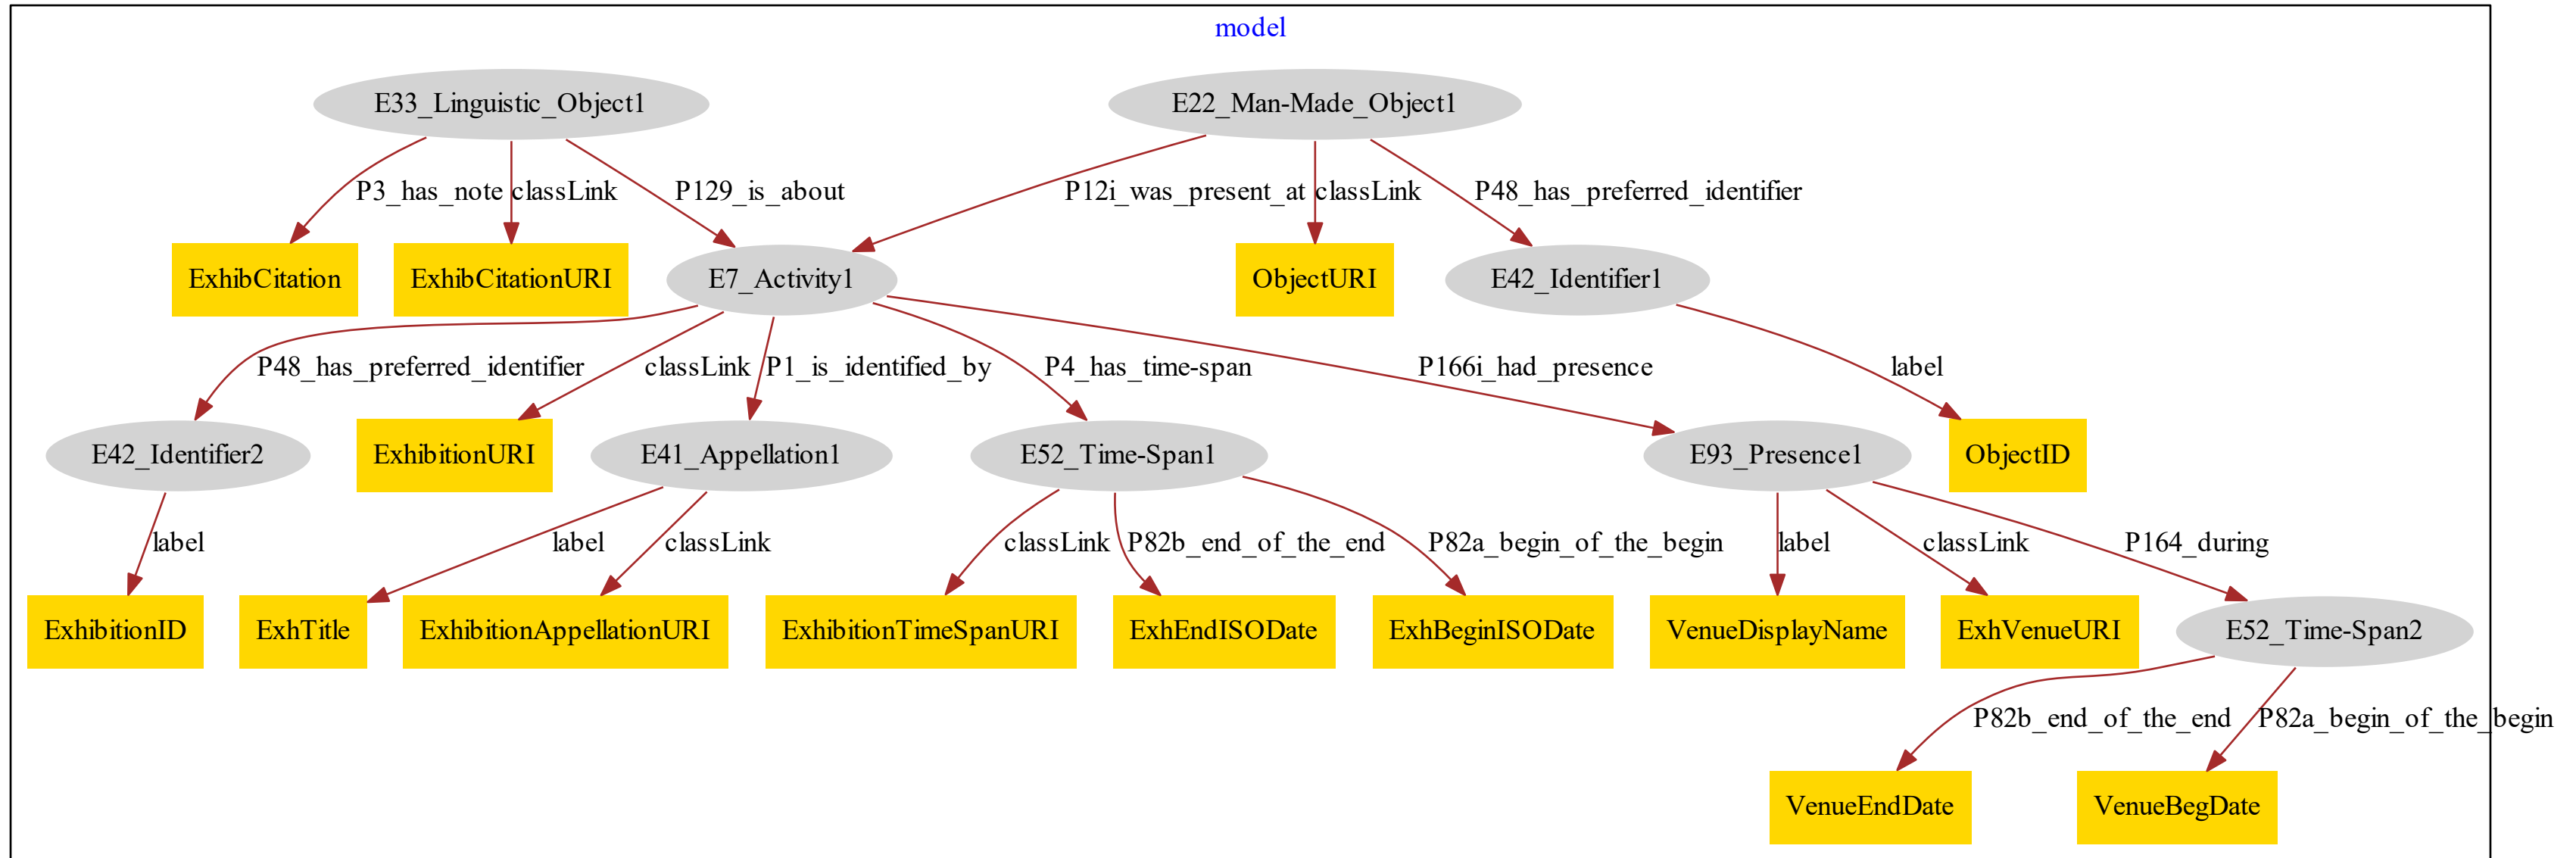 model
E33_Linguistic_Object1
E22_Man-Made_Object1
P3_has_note
classLink
P129_is_about
P12i_was_present_at
classLink
P48_has_preferred_identifier
ExhibCitation
ExhibCitationURI
E7_Activity1
ObjectURI
E42_Identifier1
P48_has_preferred_identifier
classLink
P1_is_identified_by
P4_has_time-span
P166i_had_presence
label
E42_Identifier2
ExhibitionURI
E41_Appellation1
E52_Time-Span1
E93_Presence1
ObjectID
label
label
classLink
classLink
P82b_end_of_the_end
P82a_begin_of_the_begin
label
classLink
P164_during
ExhibitionID
ExhTitle
ExhibitionAppellationURI
ExhibitionTimeSpanURI
ExhEndISODate
ExhBeginISODate
VenueDisplayName
ExhVenueURI
E52_Time-Span2
P82b_end_of_the_end
P82a_begin_of_the_begin
VenueEndDate
VenueBegDate